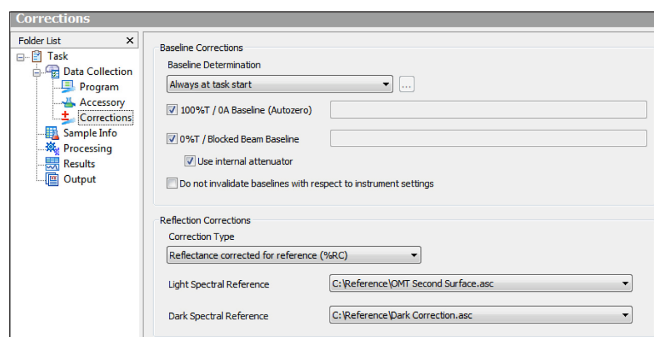 Corrections
Folder List
Task
Data Collection
Program
Accessory
Corrections
Sample Info
Processing
Results
Output
Baseline Corrections
Baseline Determination
Always at task start
...
100%T / 0A Baseline (Autozero)
0%T / Blocked Beam Baseline
Use internal attenuator
Do not invalidate baselines with respect to instrument settings
Reflection Corrections
Correction Type
Reflectance corrected for reference (%RC)
Light Spectral Reference C:\Reference\OMT Second Surface.asc
Dark Spectral Reference C:\Reference\Dark Correction.asc